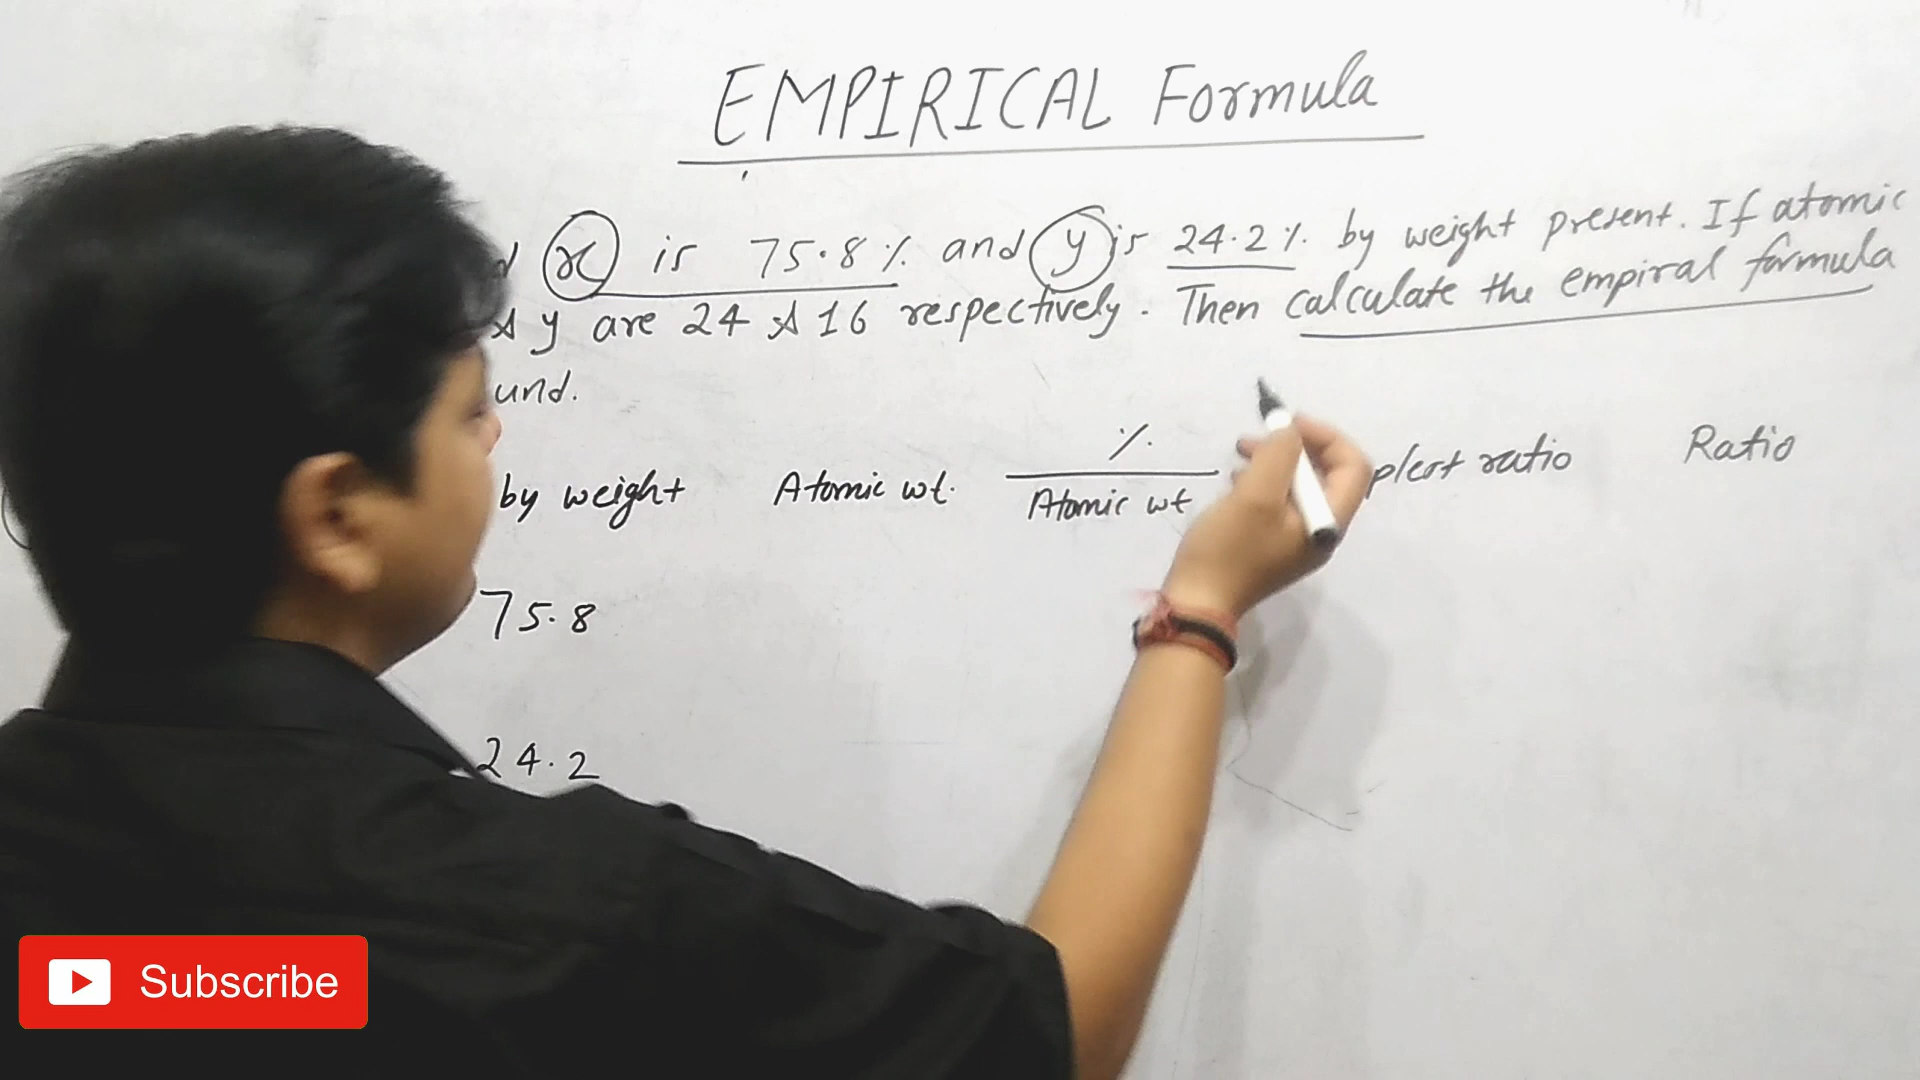 EMPIRICAL Formula
x is 75.8% and y is 24.2% by weight present. If atomic
& y are 24 & 16 respectively. Then calculate the empiral formula
und.
by weight Atomic wt. % Atomic wt plest ratio Ratio
75.8
24.2
Subscribe